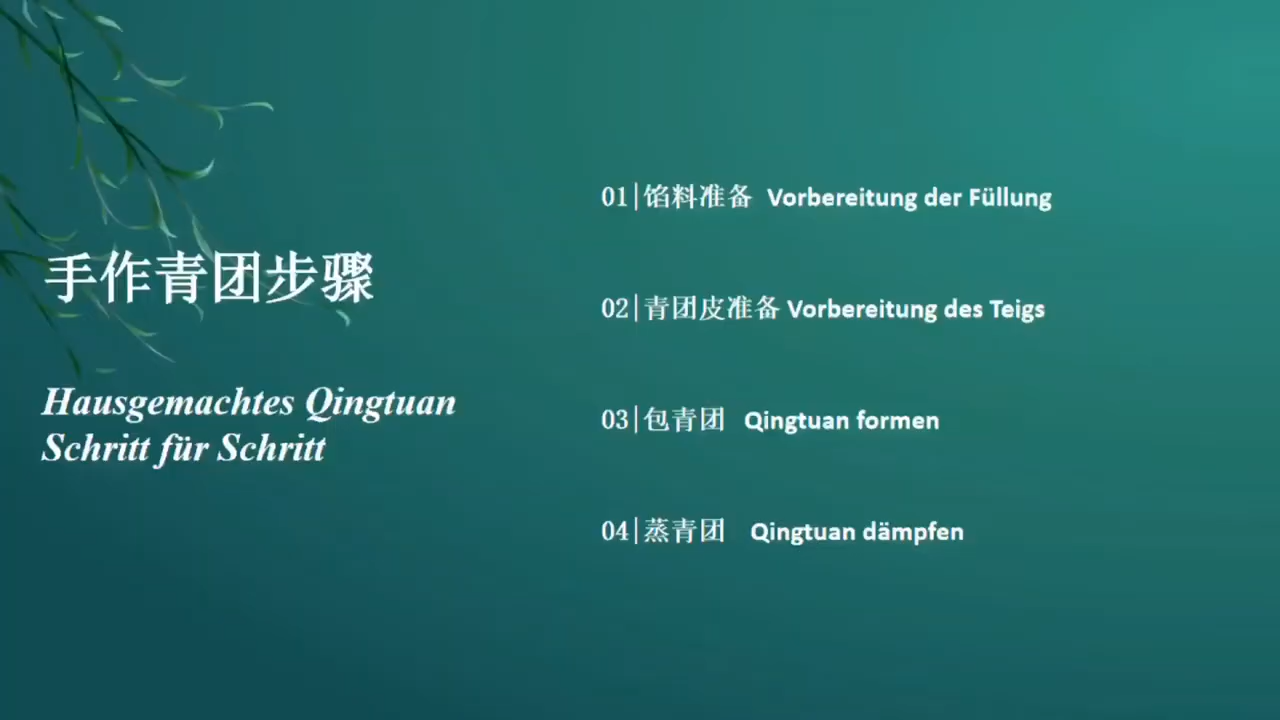 手作青团步骤
Hausgemachtes Qingtuan
Schritt für Schritt
01|馅料准备 Vorbereitung der Füllung
02|青团皮准备 Vorbereitung des Teigs
03|包青团 Qingtuan formen
04|蒸青团 Qingtuan dämpfen